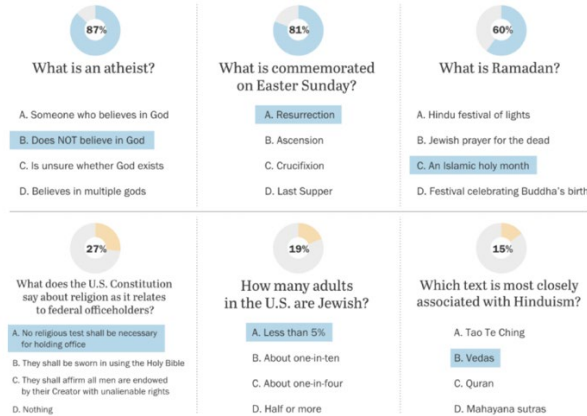 87%
What is an atheist?
A. Someone who believes in God
B. Does NOT believe in God
C. Is unsure whether God exists
D. Believes in multiple gods
81%
What is commemorated
on Easter Sunday?
A. Resurrection
B. Ascension
C. Crucifixion
D. Last Supper
60%
What is Ramadan?
A. Hindu festival of lights
B. Jewish prayer for the dead
C. An Islamic holy month
D. Festival celebrating Buddha's birth
27%
What does the U.S. Constitution
say about religion as it relates
to federal officeholders?
A. No religious test shall be necessary
for holding office
B. They shall be sworn in using the Holy Bible
C. They shall affirm all men are endowed
by their Creator with unalienable rights
D. Nothing
19%
How many adults
in the U.S. are Jewish?
A. Less than 5%
B. About one-in-ten
C. About one-in-four
D. Half or more
15%
Which text is most closely
associated with Hinduism?
A. Tao Te Ching
B. Vedas
C. Quran
D. Mahayana sutras